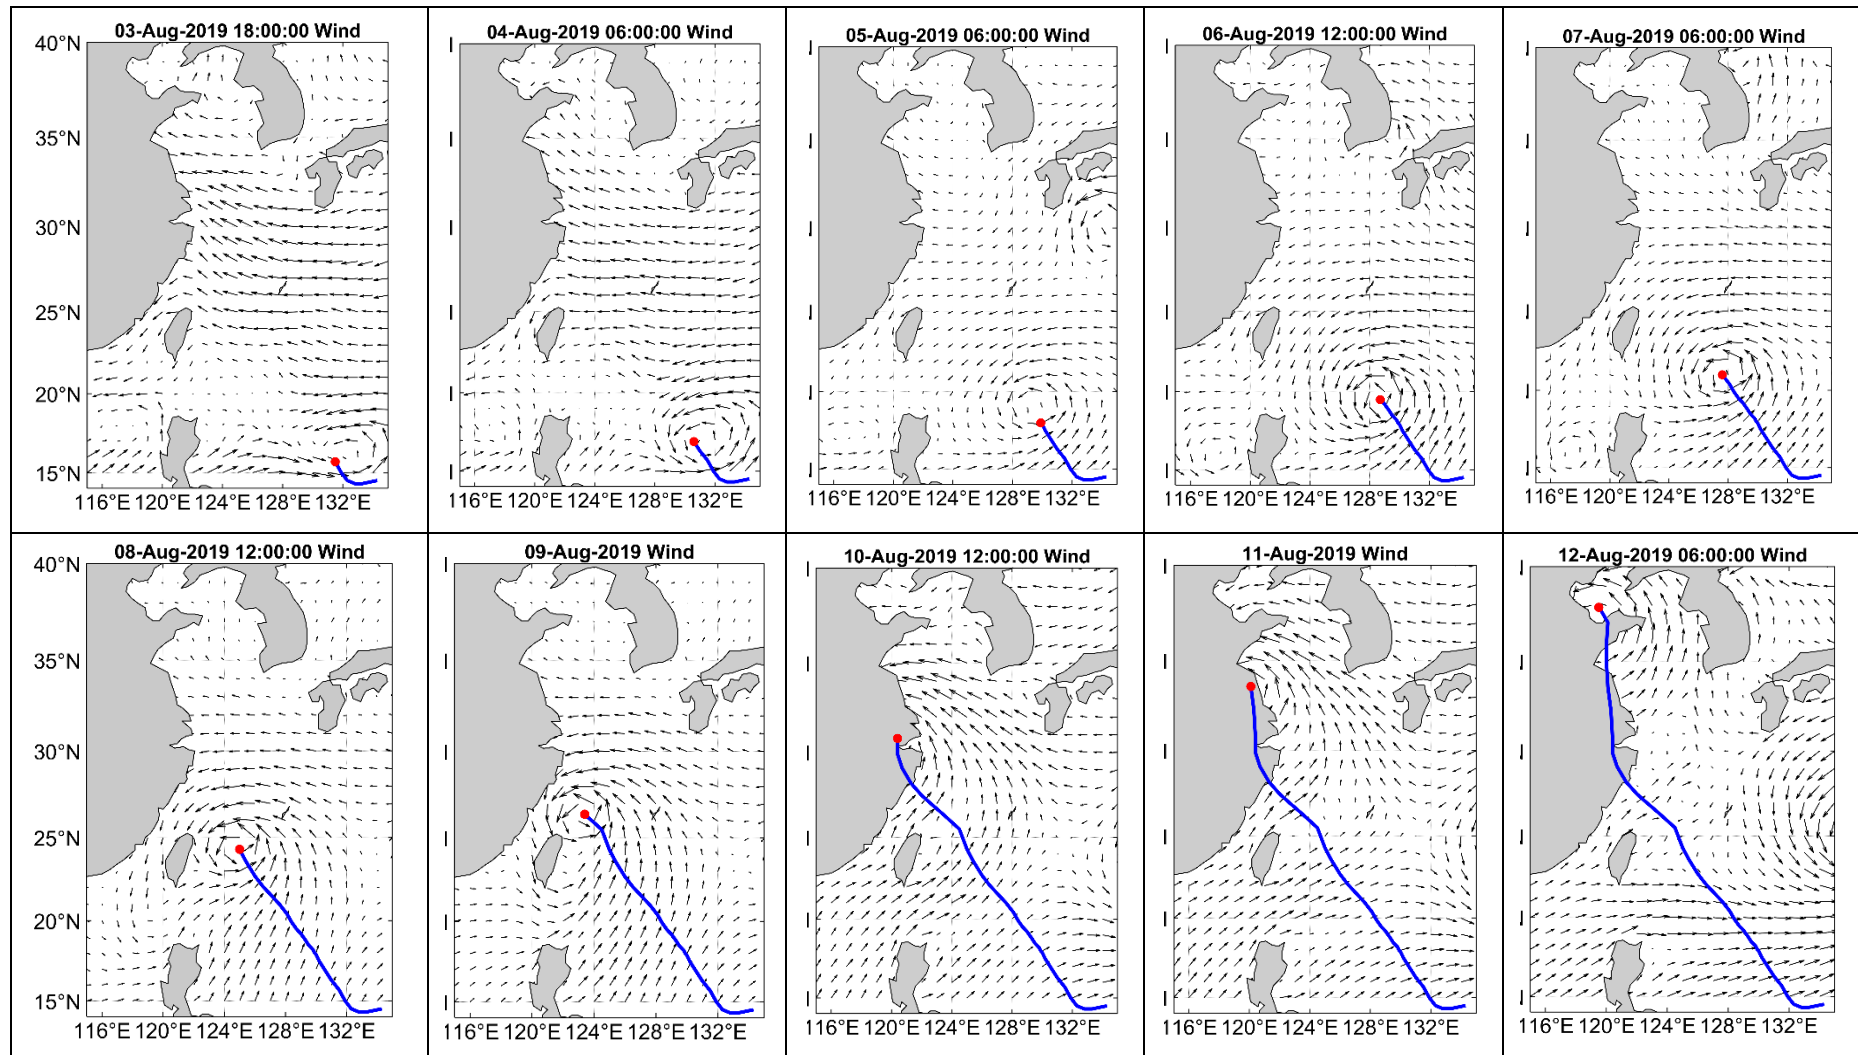 03-Aug-2019 18:00:00 Wind
40°N
35°N
30°N
25°N
20°N
15°N
116°E 120°E 124°E 128°E 132°E
04-Aug-2019 06:00:00 Wind
116°E 120°E 124°E 128°E 132°E
05-Aug-2019 06:00:00 Wind
116°E 120°E 124°E 128°E 132°E
06-Aug-2019 12:00:00 Wind
116°E 120°E 124°E 128°E 132°E
07-Aug-2019 06:00:00 Wind
116°E 120°E 124°E 128°E 132°E
08-Aug-2019 12:00:00 Wind
40°N
35°N
30°N
25°N
20°N
15°N
116°E 120°E 124°E 128°E 132°E
09-Aug-2019 Wind
116°E 120°E 124°E 128°E 132°E
10-Aug-2019 12:00:00 Wind
116°E 120°E 124°E 128°E 132°E
11-Aug-2019 Wind
116°E 120°E 124°E 128°E 132°E
12-Aug-2019 06:00:00 Wind
116°E 120°E 124°E 128°E 132°E